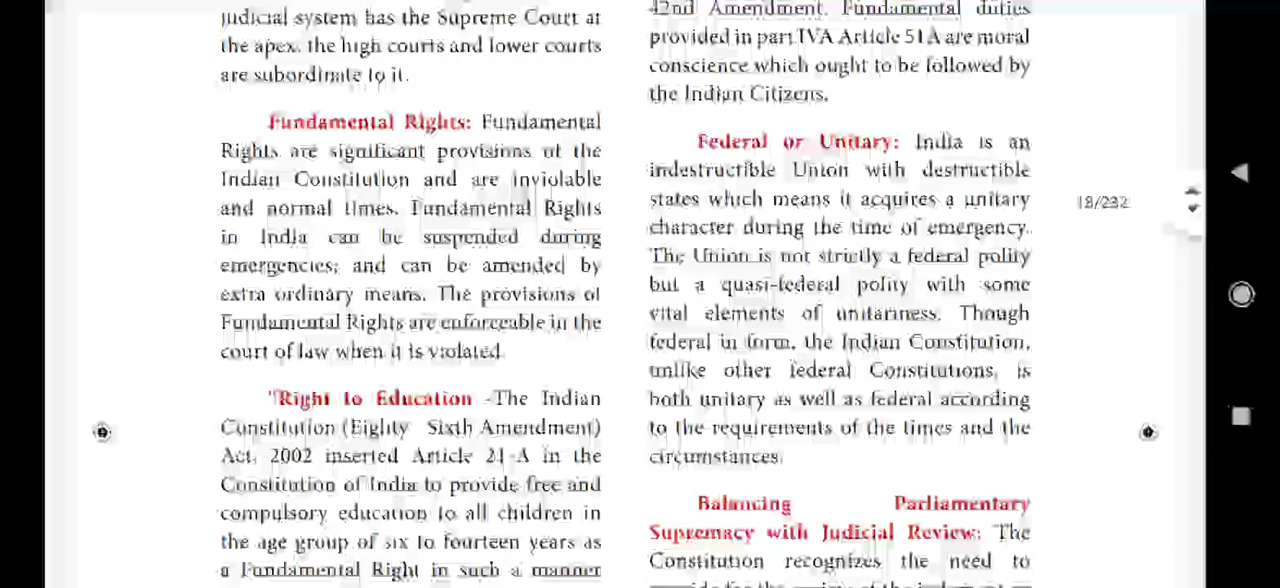 judicial system has the Supreme Court at
the apex. the high courts and lower courts
are subordinate to it.
Fundamental Rights: Fundamental
Rights are significant provisions of the
Indian Constitution and are inviolable
and normal times. Fundamental Rights
in India can be suspended during
emergencies; and can be amended by
extra ordinary means. The provisions of
Fundamental Rights are enforceable in the
court of law when it is violated.
"Right to Education -The Indian
Constitution (Eighty Sixth Amendment)
Act, 2002 inserted Article 21-A in the
Constitution of India to provide free and
compulsory education to all children in
the age group of six to fourteen years as
a Fundamental Right in such a manner
42nd Amendment. Fundamental duties
provided in part IVA Article 51A are moral
conscience which ought to be followed by
the Indian Citizens.
Federal or Unitary: India is an
indestructible Union with destructible
states which means it acquires a unitary
character during the time of emergency.
The Union is not strictly a federal polity
but a quasi-federal polity with some
vital elements of unitariness. Though
federal in form, the Indian Constitution,
unlike other federal Constitutions, is
both unitary as well as federal according
to the requirements of the times and the
circumstances.
Balancing Parliamentary
Supremacy with Judicial Review: The
Constitution recognizes the need to
18/232